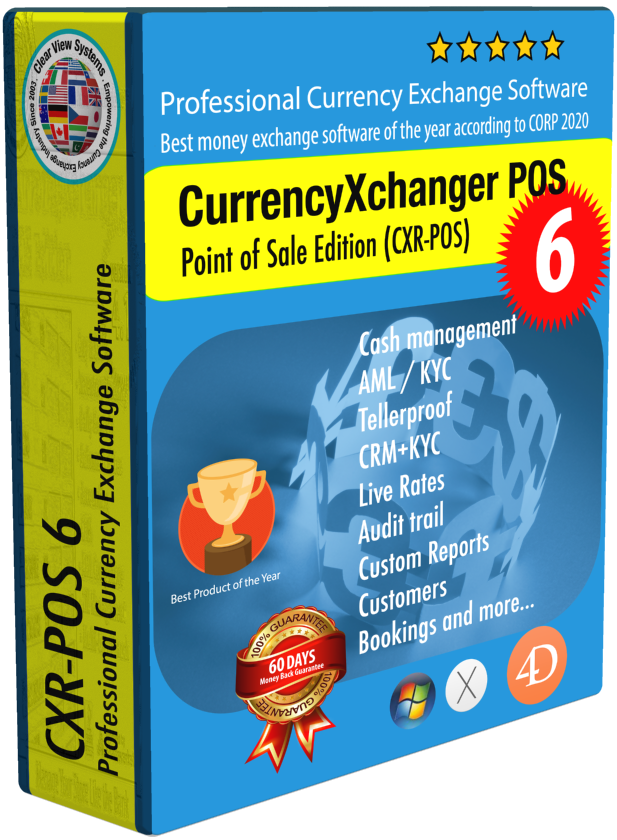 Clear View Systems
Empowering the Currency Exchange Industry Since 2003
CXR-POS 6
Professional Currency Exchange Software
Professional Currency Exchange Software
Best money exchange software of the year according to CORP 2020
CurrencyXchanger POS
Point of Sale Edition (CXR-POS)
6
Cash management
AML / KYC
Tellerproof
CRM+KYC
Live Rates
Audit trail
Custom Reports
Customers
Bookings and more...
Best Product of the Year
100% GUARANTEE
60 DAYS
Money Back Guarantee
100% GUARANTEE
X
4D